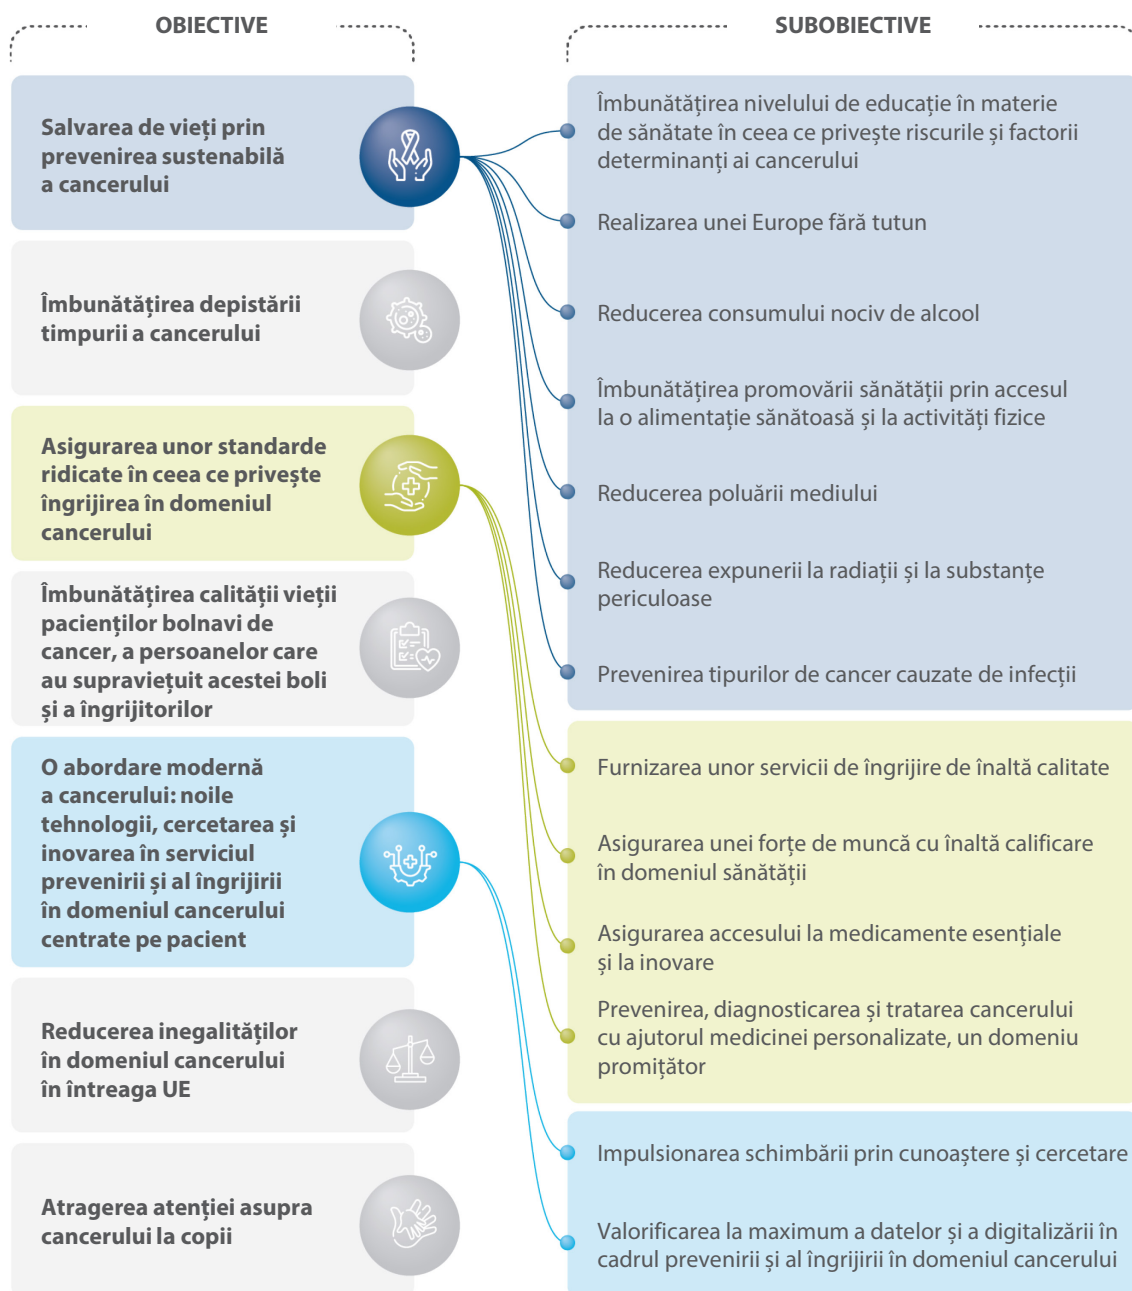 OBIECTIVE
Salvarea de vieți prin
prevenirea sustenabilă
a cancerului
Îmbunătățirea depistării
timpurii a cancerului
Asigurarea unor standarde
ridicate în ceea ce privește
îngrijirea în domeniul
cancerului
Îmbunătățirea calității vieții
pacienților bolnavi de
cancer, a persoanelor care
au supraviețuit acestei boli
și a îngrijitorilor
O abordare modernă
a cancerului: noile
tehnologii, cercetarea și
inovarea în serviciul
prevenirii și al îngrijirii
în domeniul cancerului
centrate pe pacient
Reducerea inegalităților
în domeniul cancerului
în întreaga UE
Atragerea atenției asupra
cancerului la copii
SUBOBIECTIVE
Îmbunătățirea nivelului de educație în materie
de sănătate în ceea ce privește riscurile și factorii
determinanți ai cancerului
Realizarea unei Europe fără tutun
Reducerea consumului nociv de alcool
Îmbunătățirea promovării sănătății prin accesul
la o alimentație sănătoasă și la activități fizice
Reducerea poluării mediului
Reducerea expunerii la radiații și la substanțe
periculoase
Prevenirea tipurilor de cancer cauzate de infecții
Furnizarea unor servicii de îngrijire de înaltă calitate
Asigurarea unei forțe de muncă cu înaltă calificare
în domeniul sănătății
Asigurarea accesului la medicamente esențiale
și la inovare
Prevenirea, diagnosticarea și tratarea cancerului
cu ajutorul medicinei personalizate, un domeniu
promițător
Impulsionarea schimbării prin cunoaștere și cercetare
Valorificarea la maximum a datelor și a digitalizării în
cadrul prevenirii și al îngrijirii în domeniul cancerului